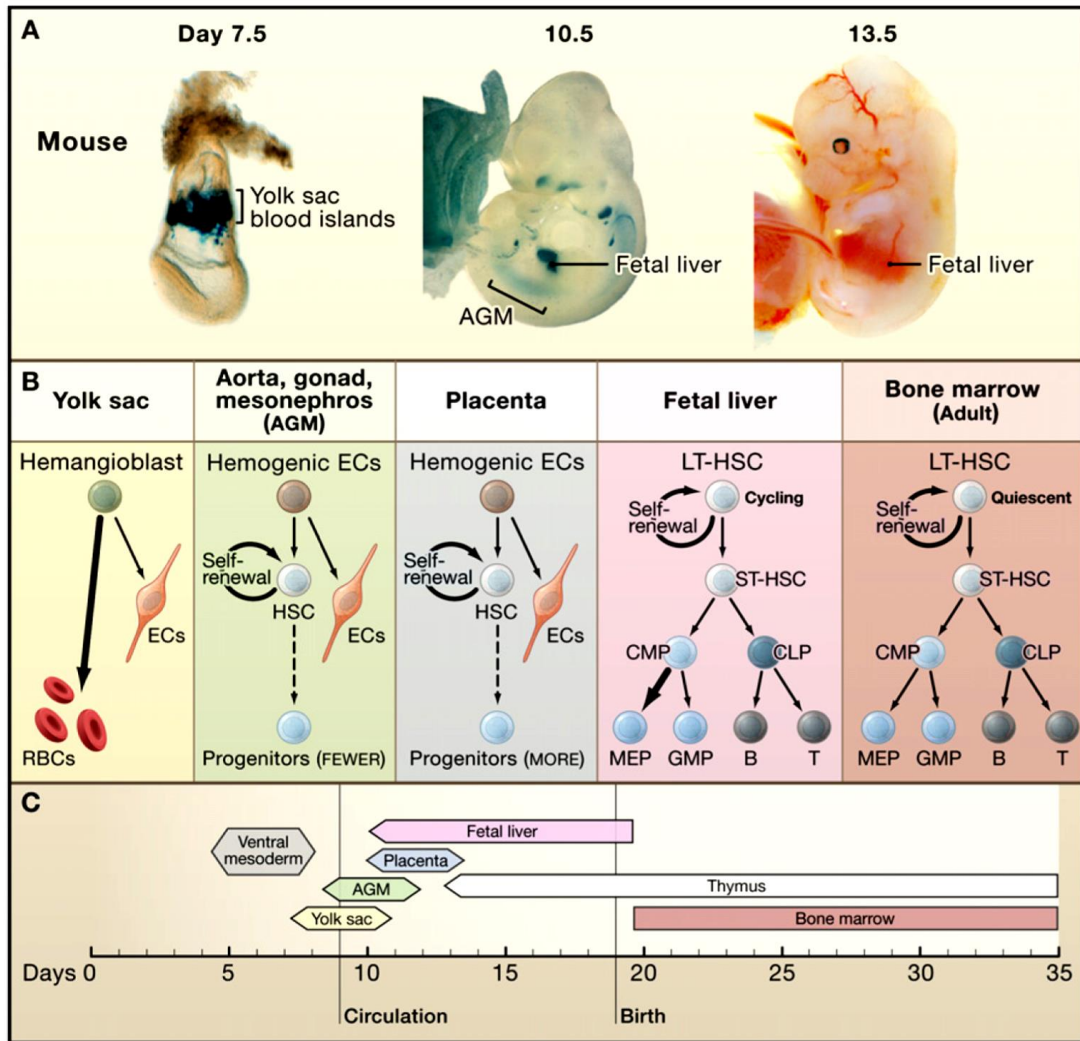 A
Day 7.5
10.5
13.5
Mouse
Yolk sac
blood islands
Fetal liver
AGM
Fetal liver
B
Yolk sac
Aorta, gonad,
mesonephros
(AGM)
Placenta
Fetal liver
Bone marrow
(Adult)
Hemangioblast
ECs
RBCs
Hemogenic ECs
Self-
renewal
HSC
ECs
Progenitors (FEWER)
Hemogenic ECs
Self-
renewal
HSC
ECs
Progenitors (MORE)
LT-HSC
Cycling
Self-
renewal
ST-HSC
CMP
CLP
MEP GMP B T
LT-HSC
Quiescent
Self-
renewal
ST-HSC
CMP
CLP
MEP GMP B T
C
Ventral
mesoderm
Fetal liver
Placenta
AGM
Thymus
Yolk sac
Bone marrow
Days 0 5 10 15 20 25 30 35
Circulation
Birth